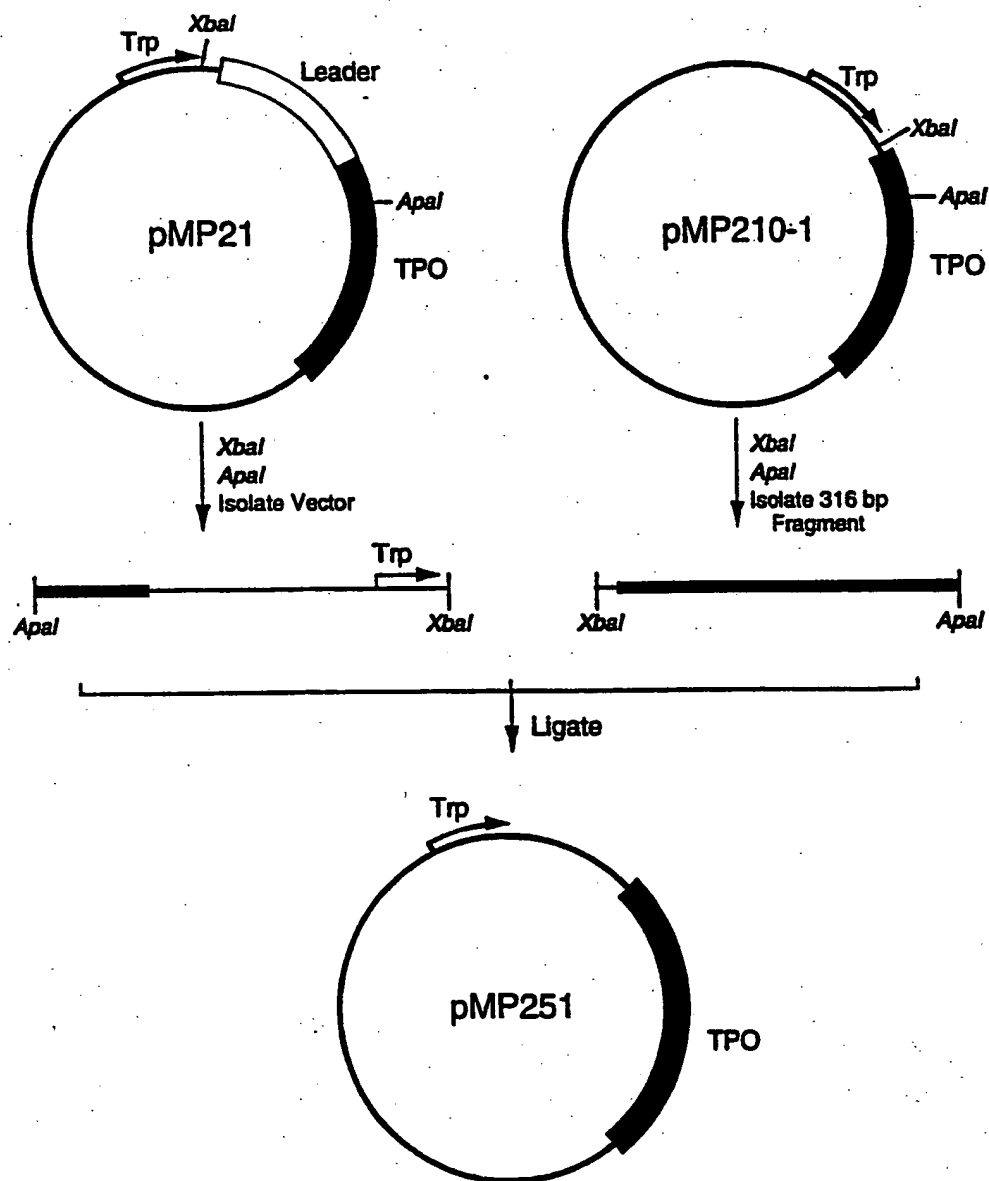 XbaI
Trp
Leader
ApaI
pMP21
TPO
Trp
XbaI
ApaI
pMP210-1
TPO
XbaI
ApaI
Isolate Vector
XbaI
ApaI
Isolate 316 bp
Fragment
Trp
ApaI
XbaI
XbaI
ApaI
Ligate
Trp
pMP251
TPO